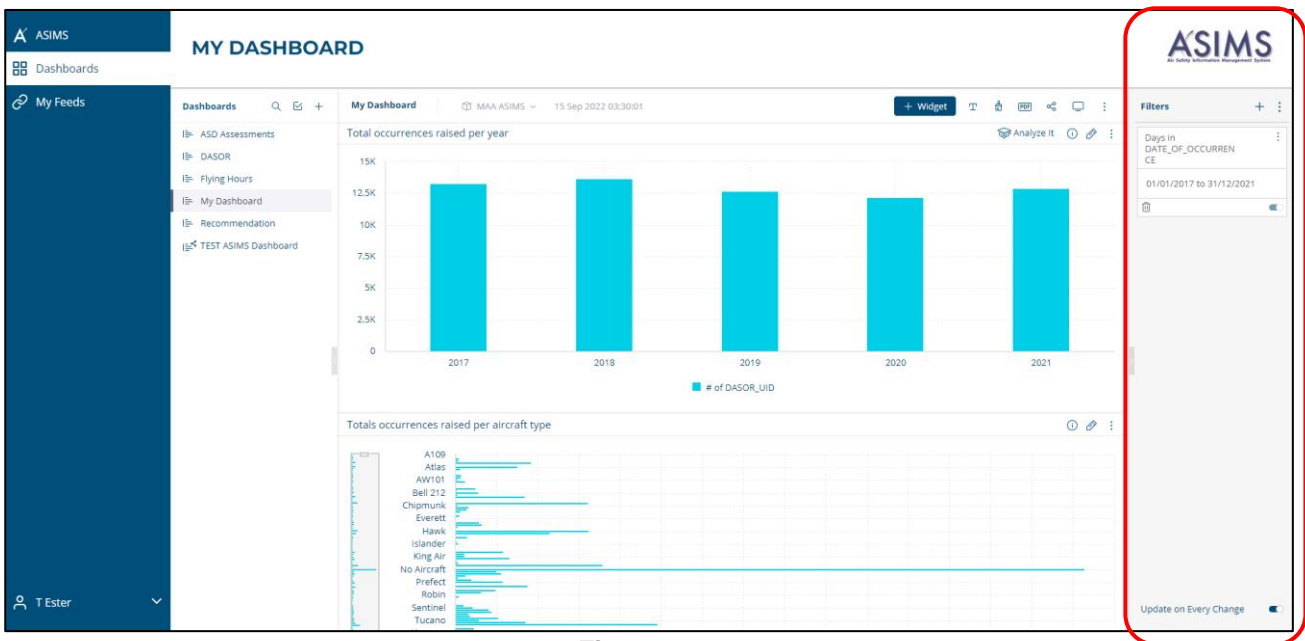 ASIMS
Dashboards
My Feeds
T Ester
MY DASHBOARD
ASIMS
Air Safety Information Management System
Dashboards
ASD Assessments
DASOR
Flying Hours
My Dashboard
Recommendation
TEST ASIMS Dashboard
My Dashboard
MAA ASIMS
15 Sep 2022 03:30:01
+ Widget
PDF
Total occurrences raised per year
Analyze It
15K
12.5K
10K
7.5K
5K
2.5K
0
2017 2018 2019 2020 2021
# of DASOR_UID
Totals occurrences raised per aircraft type
A109
Atlas
AW101
Bell 212
Chipmunk
Everett
Hawk
Islander
King Air
No Aircraft
Prefect
Robin
Sentinel
Tucano
Filters
Days in
DATE_OF_OCCURREN
CE
01/01/2017 to 31/12/2021
Update on Every Change